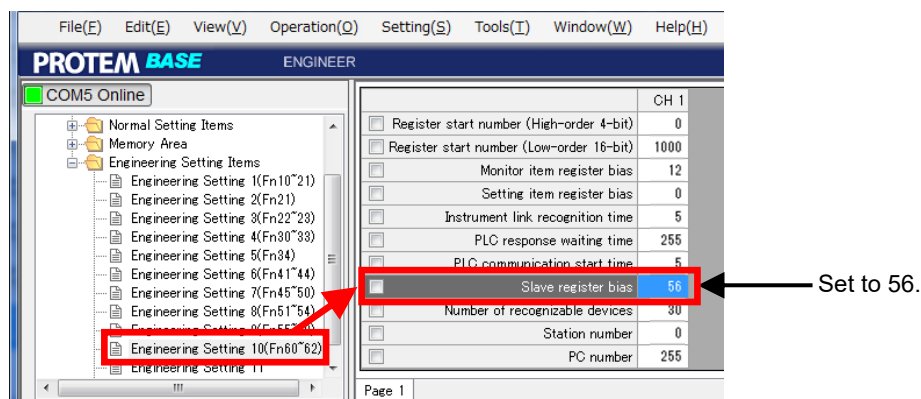 File(F) Edit(E) View(V) Operation(O) Setting(S) Tools(T) Window(W) Help(H)
PROTEM BASE ENGINEER
COM5 Online
Normal Setting Items
Memory Area
Engineering Setting Items
Engineering Setting 1(Fn10~21)
Engineering Setting 2(Fn21)
Engineering Setting 3(Fn22~23)
Engineering Setting 4(Fn30~33)
Engineering Setting 5(Fn34)
Engineering Setting 6(Fn41~44)
Engineering Setting 7(Fn45~50)
Engineering Setting 8(Fn51~54)
Engineering Setting 10(Fn60~62)
Engineering Setting 11
CH 1
Register start number (High-order 4-bit) 0
Register start number (Low-order 16-bit) 1000
Monitor item register bias 12
Setting item register bias 0
Instrument link recognition time 5
PLC response waiting time 255
PLC communication start time 5
Slave register bias 56
Number of recognizable devices 30
Station number 0
PC number 255
Page 1
Set to 56.